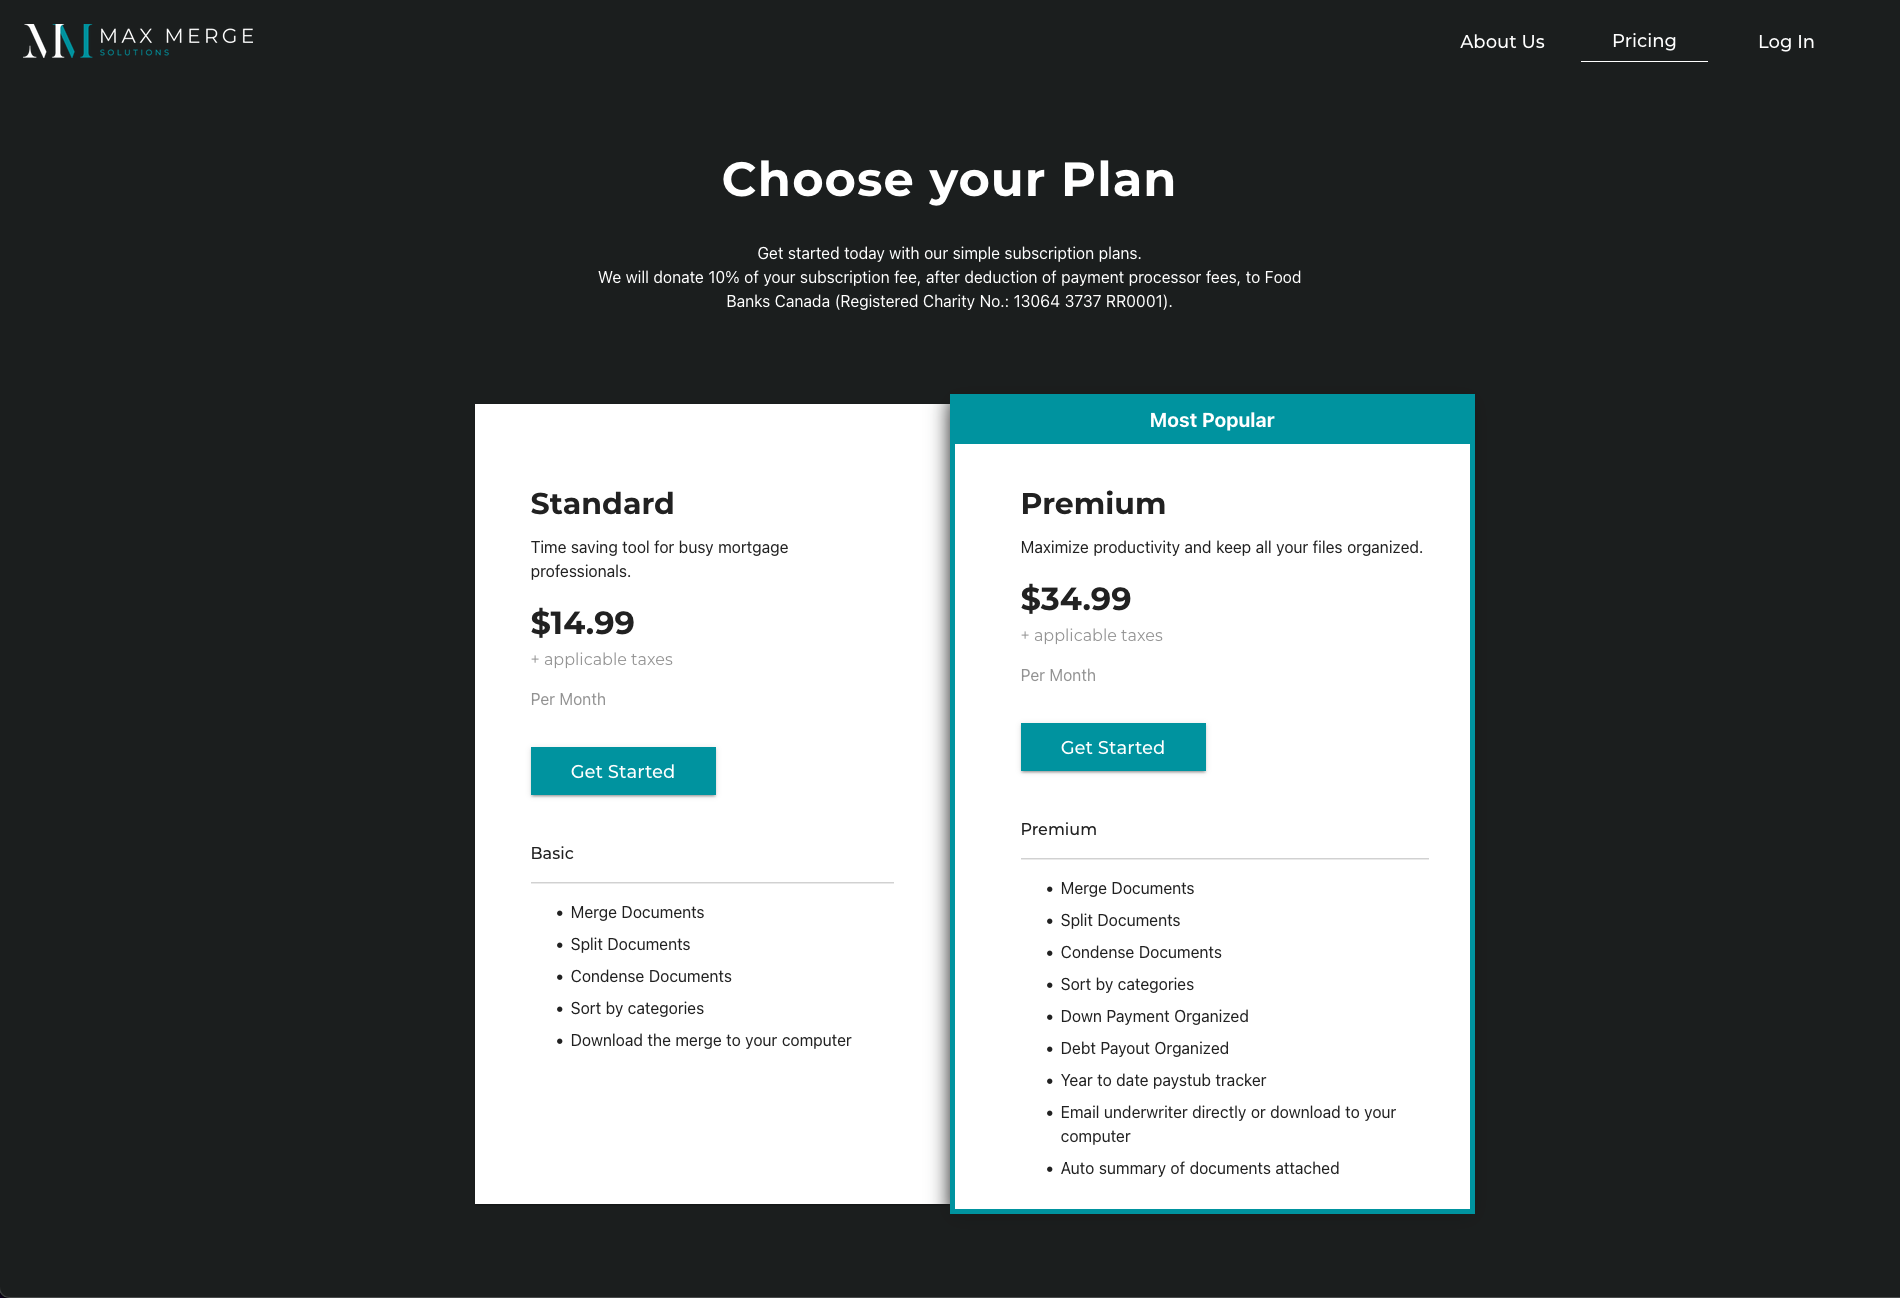 MAX MERGE
SOLUTIONS
About Us
Pricing
Log In
Choose your Plan
Get started today with our simple subscription plans.
We will donate 10% of your subscription fee, after deduction of payment processor fees, to Food
Banks Canada (Registered Charity No.: 13064 3737 RR0001).
Standard
Time saving tool for busy mortgage
professionals.
$14.99
+ applicable taxes
Per Month
Get Started
Basic
• Merge Documents
• Split Documents
• Condense Documents
• Sort by categories
• Download the merge to your computer
Most Popular
Premium
Maximize productivity and keep all your files organized.
$34.99
+ applicable taxes
Per Month
Get Started
Premium
• Merge Documents
• Split Documents
• Condense Documents
• Sort by categories
• Down Payment Organized
• Debt Payout Organized
• Year to date paystub tracker
• Email underwriter directly or download to your
computer
• Auto summary of documents attached